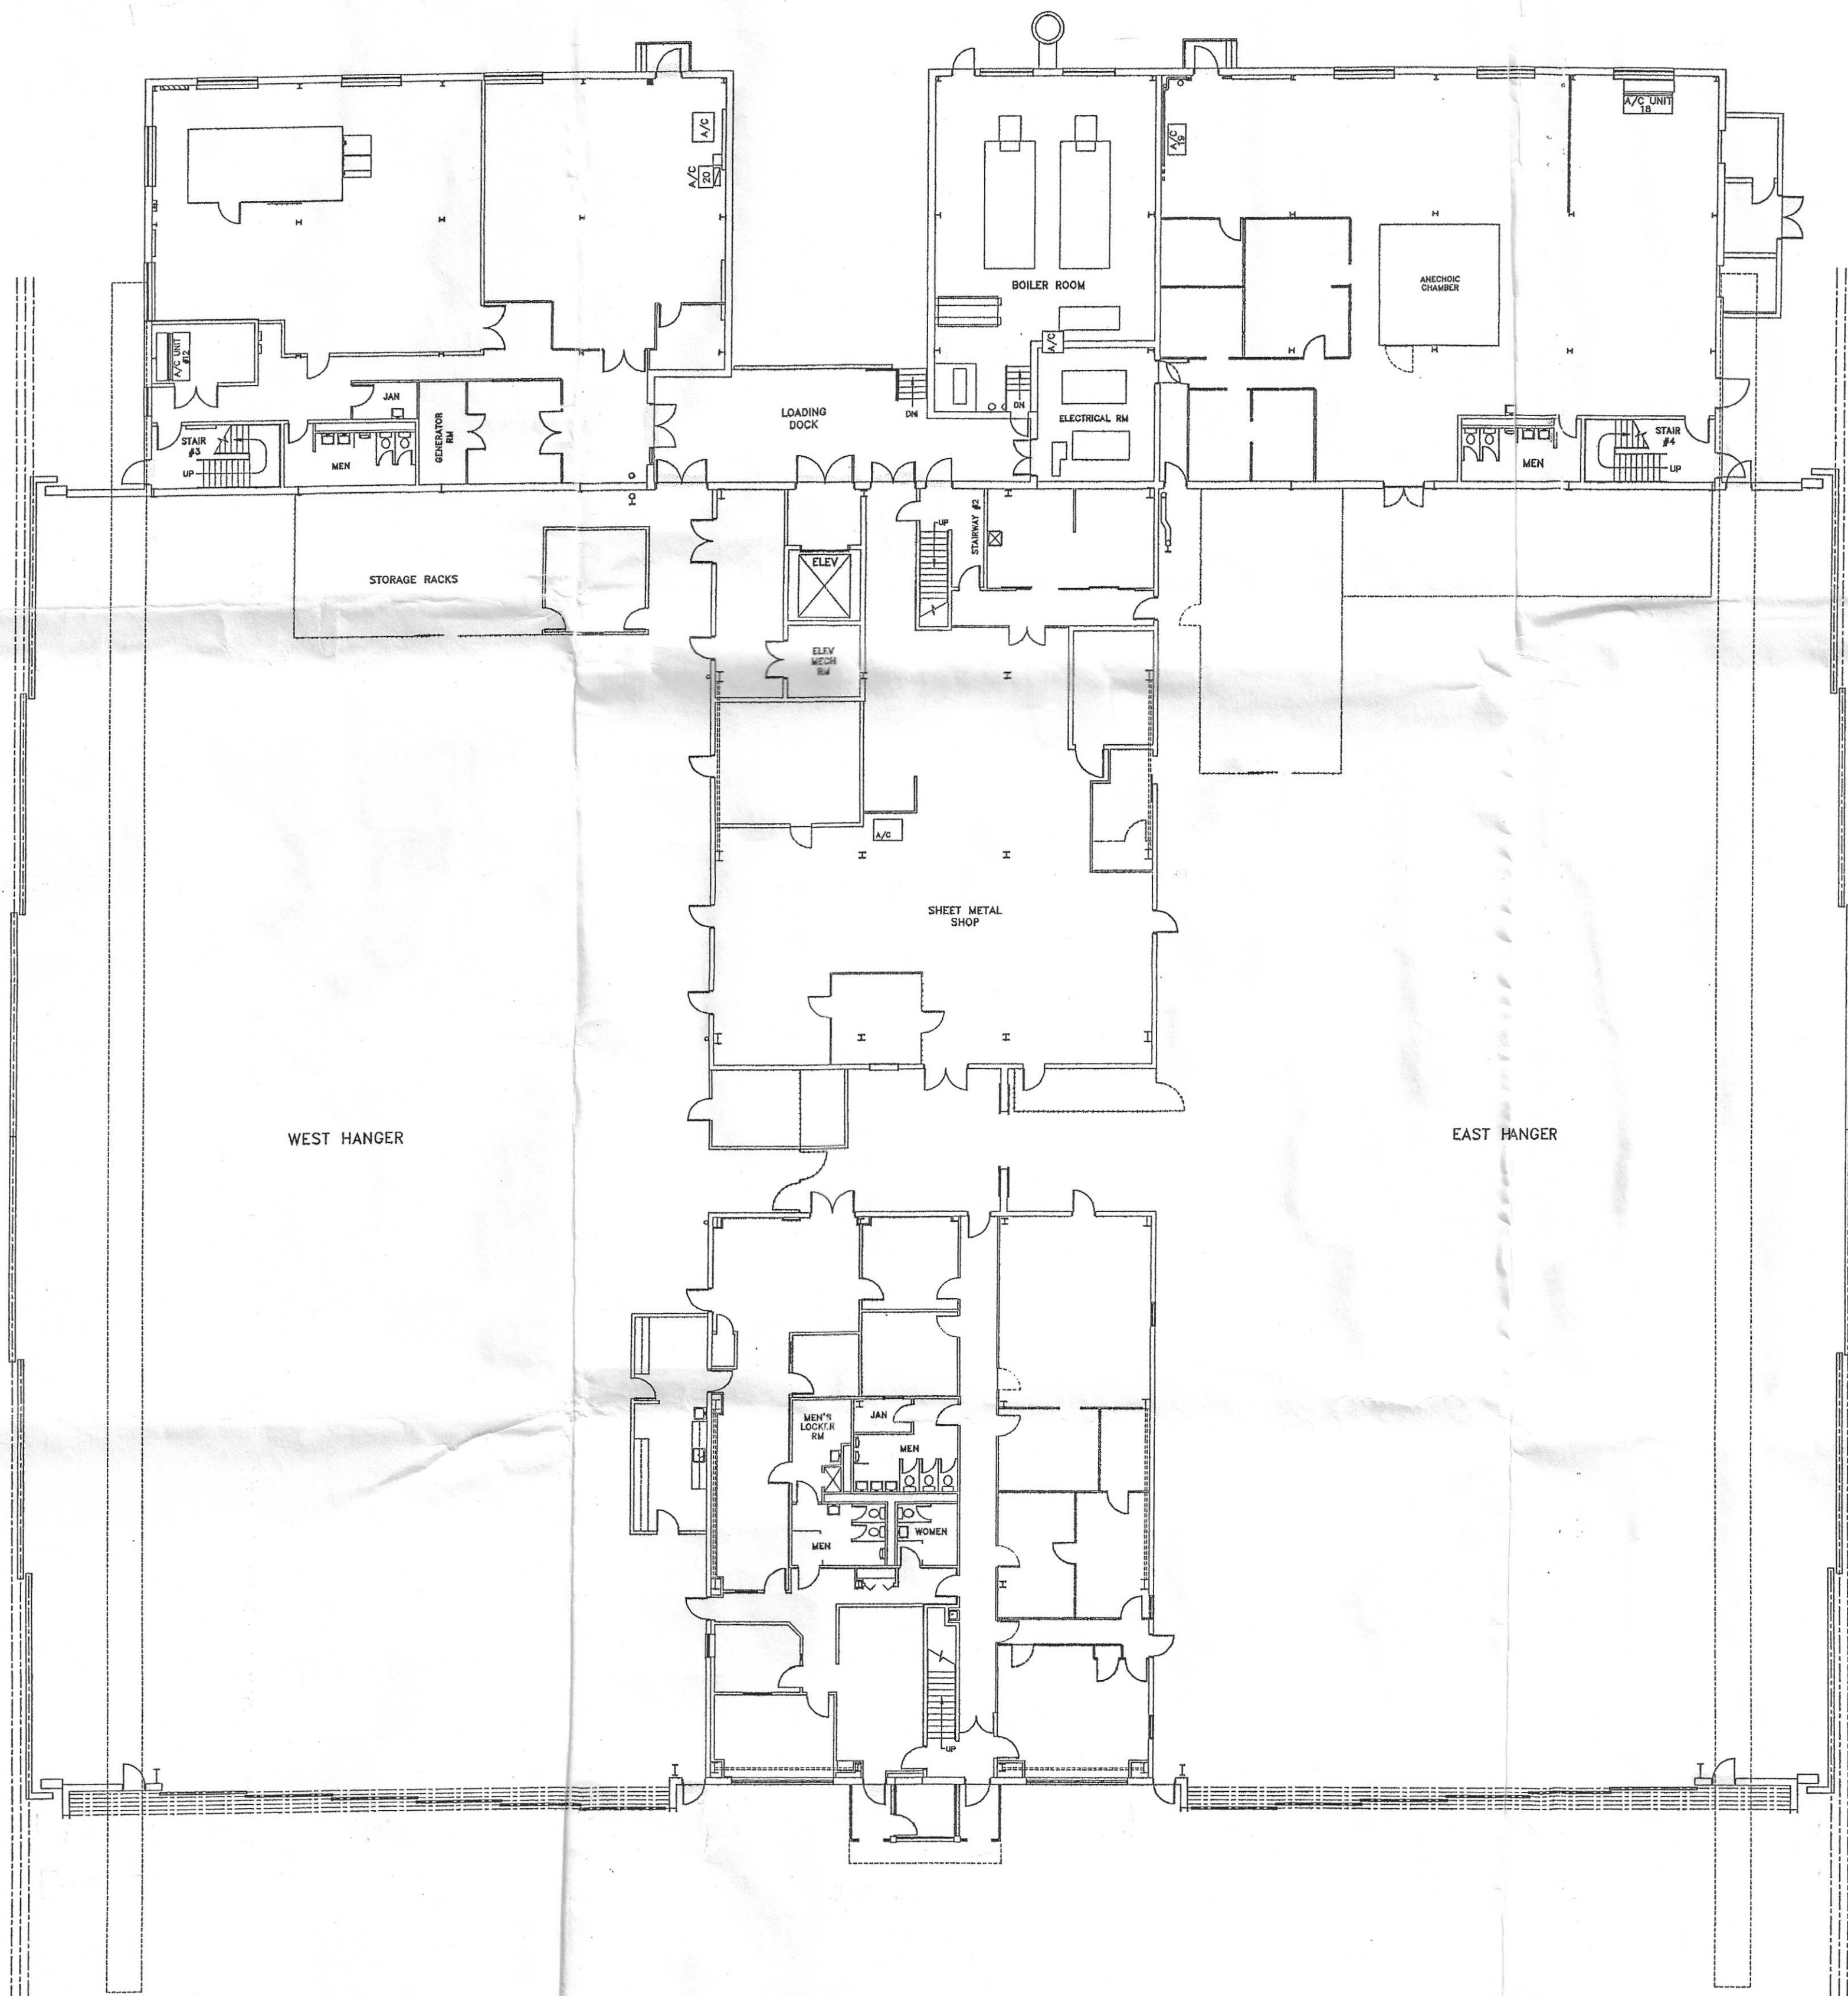 A/C UNIT
18
A/C
A/C
19
A/C
20
BOILER ROOM
ANECHOIC
CHAMBER
A/C
A/C UNIT
#12
JAN
GENERATOR
RM
LOADING
DOCK
DN
DN
ELECTRICAL RM
STAIR
#3
UP
MEN
STAIR
#4
UP
MEN
UP
STAIRWAY #2
STORAGE RACKS
ELEV
ELEV
MECH
RM
A/C
SHEET METAL
SHOP
WEST HANGER
EAST HANGER
MEN'S
LOCKER
RM
JAN
MEN
WOMEN
MEN
UP